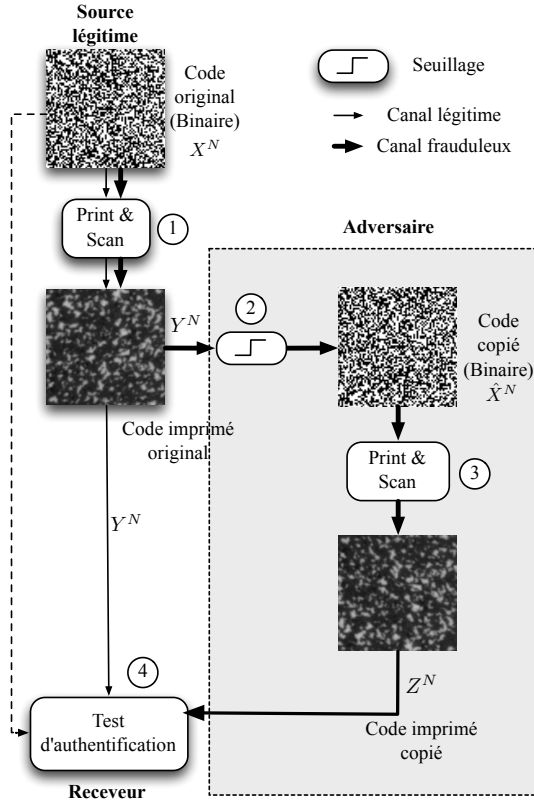 Source
légitime
Code
original
(Binaire)
X^N
Seuillage
Canal légitime
Canal frauduleux
Print &
Scan
1
Adversaire
Y^N
2
Code
copié
(Binaire)
X̂^N
Code imprimé
original
Print &
Scan
3
Y^N
4
Z^N
Test
d'authentification
Code imprimé
copié
Receveur